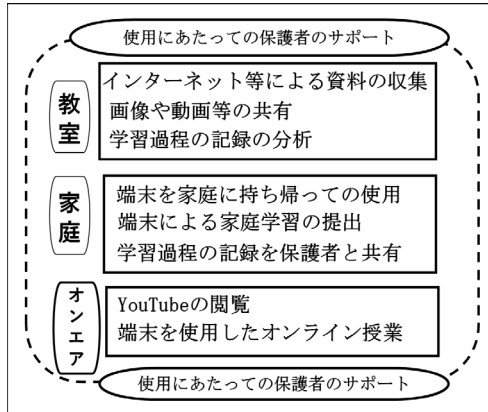 使用にあたっての保護者のサポート
教室
インターネット等による資料の収集
画像や動画等の共有
学習過程の記録の分析
家庭
端末を家庭に持ち帰っての使用
端末による家庭学習の提出
学習過程の記録を保護者と共有
オンエア
YouTubeの閲覧
端末を使用したオンライン授業
使用にあたっての保護者のサポート